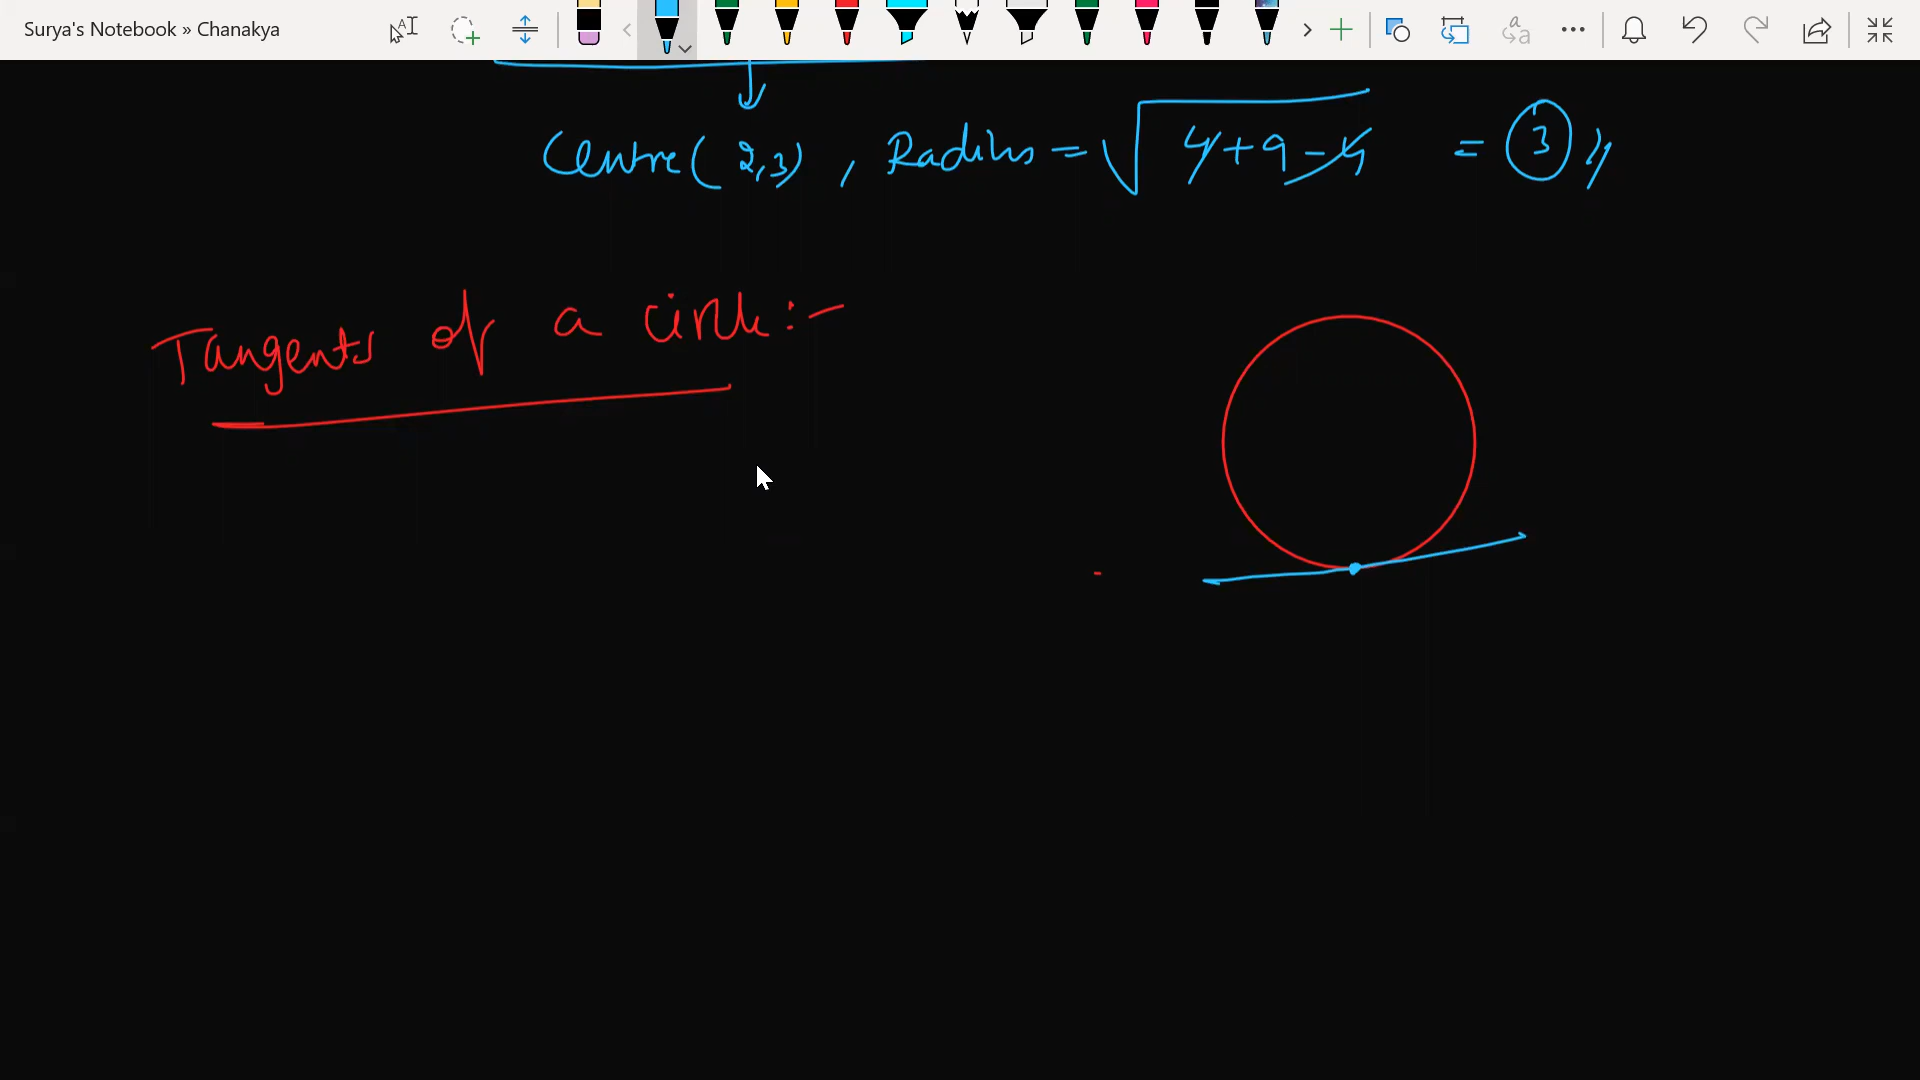 Surya's Notebook » Chanakya
Centre(2,3) , Radius = √4+9-4 = 3 //
Tangents of a circle:-